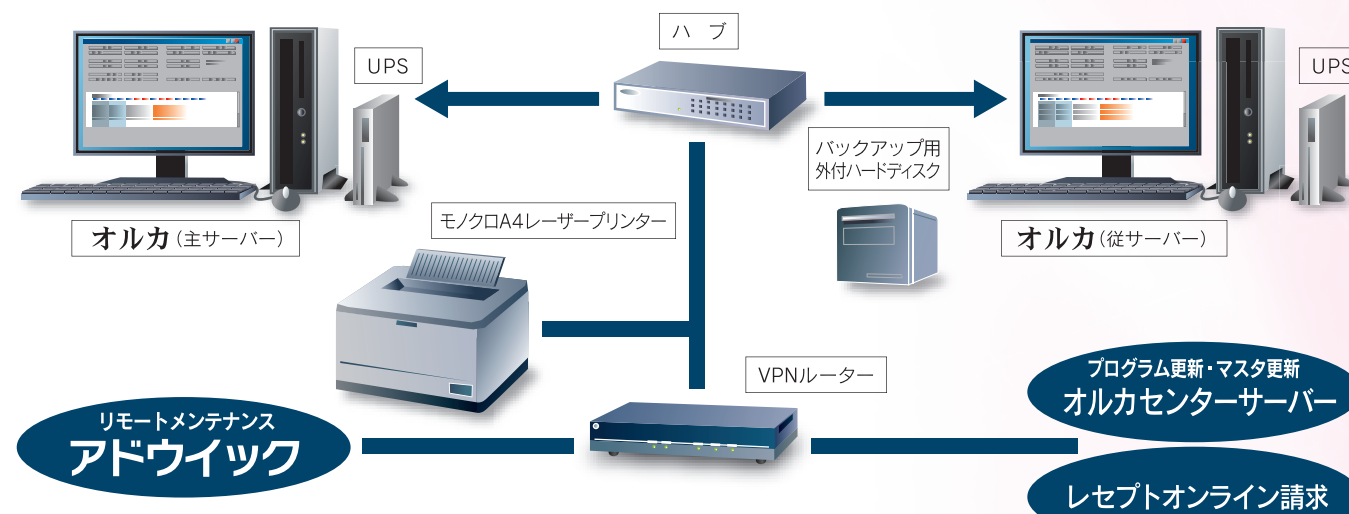 ハブ
UPS
UPS
バックアップ用
外付ハードディスク
モノクロA4レーザープリンター
オルカ(主サーバー)
オルカ(従サーバー)
VPNルーター
プログラム更新・マスタ更新
オルカセンターサーバー
リモートメンテナンス
アドウイック
レセプトオンライン請求